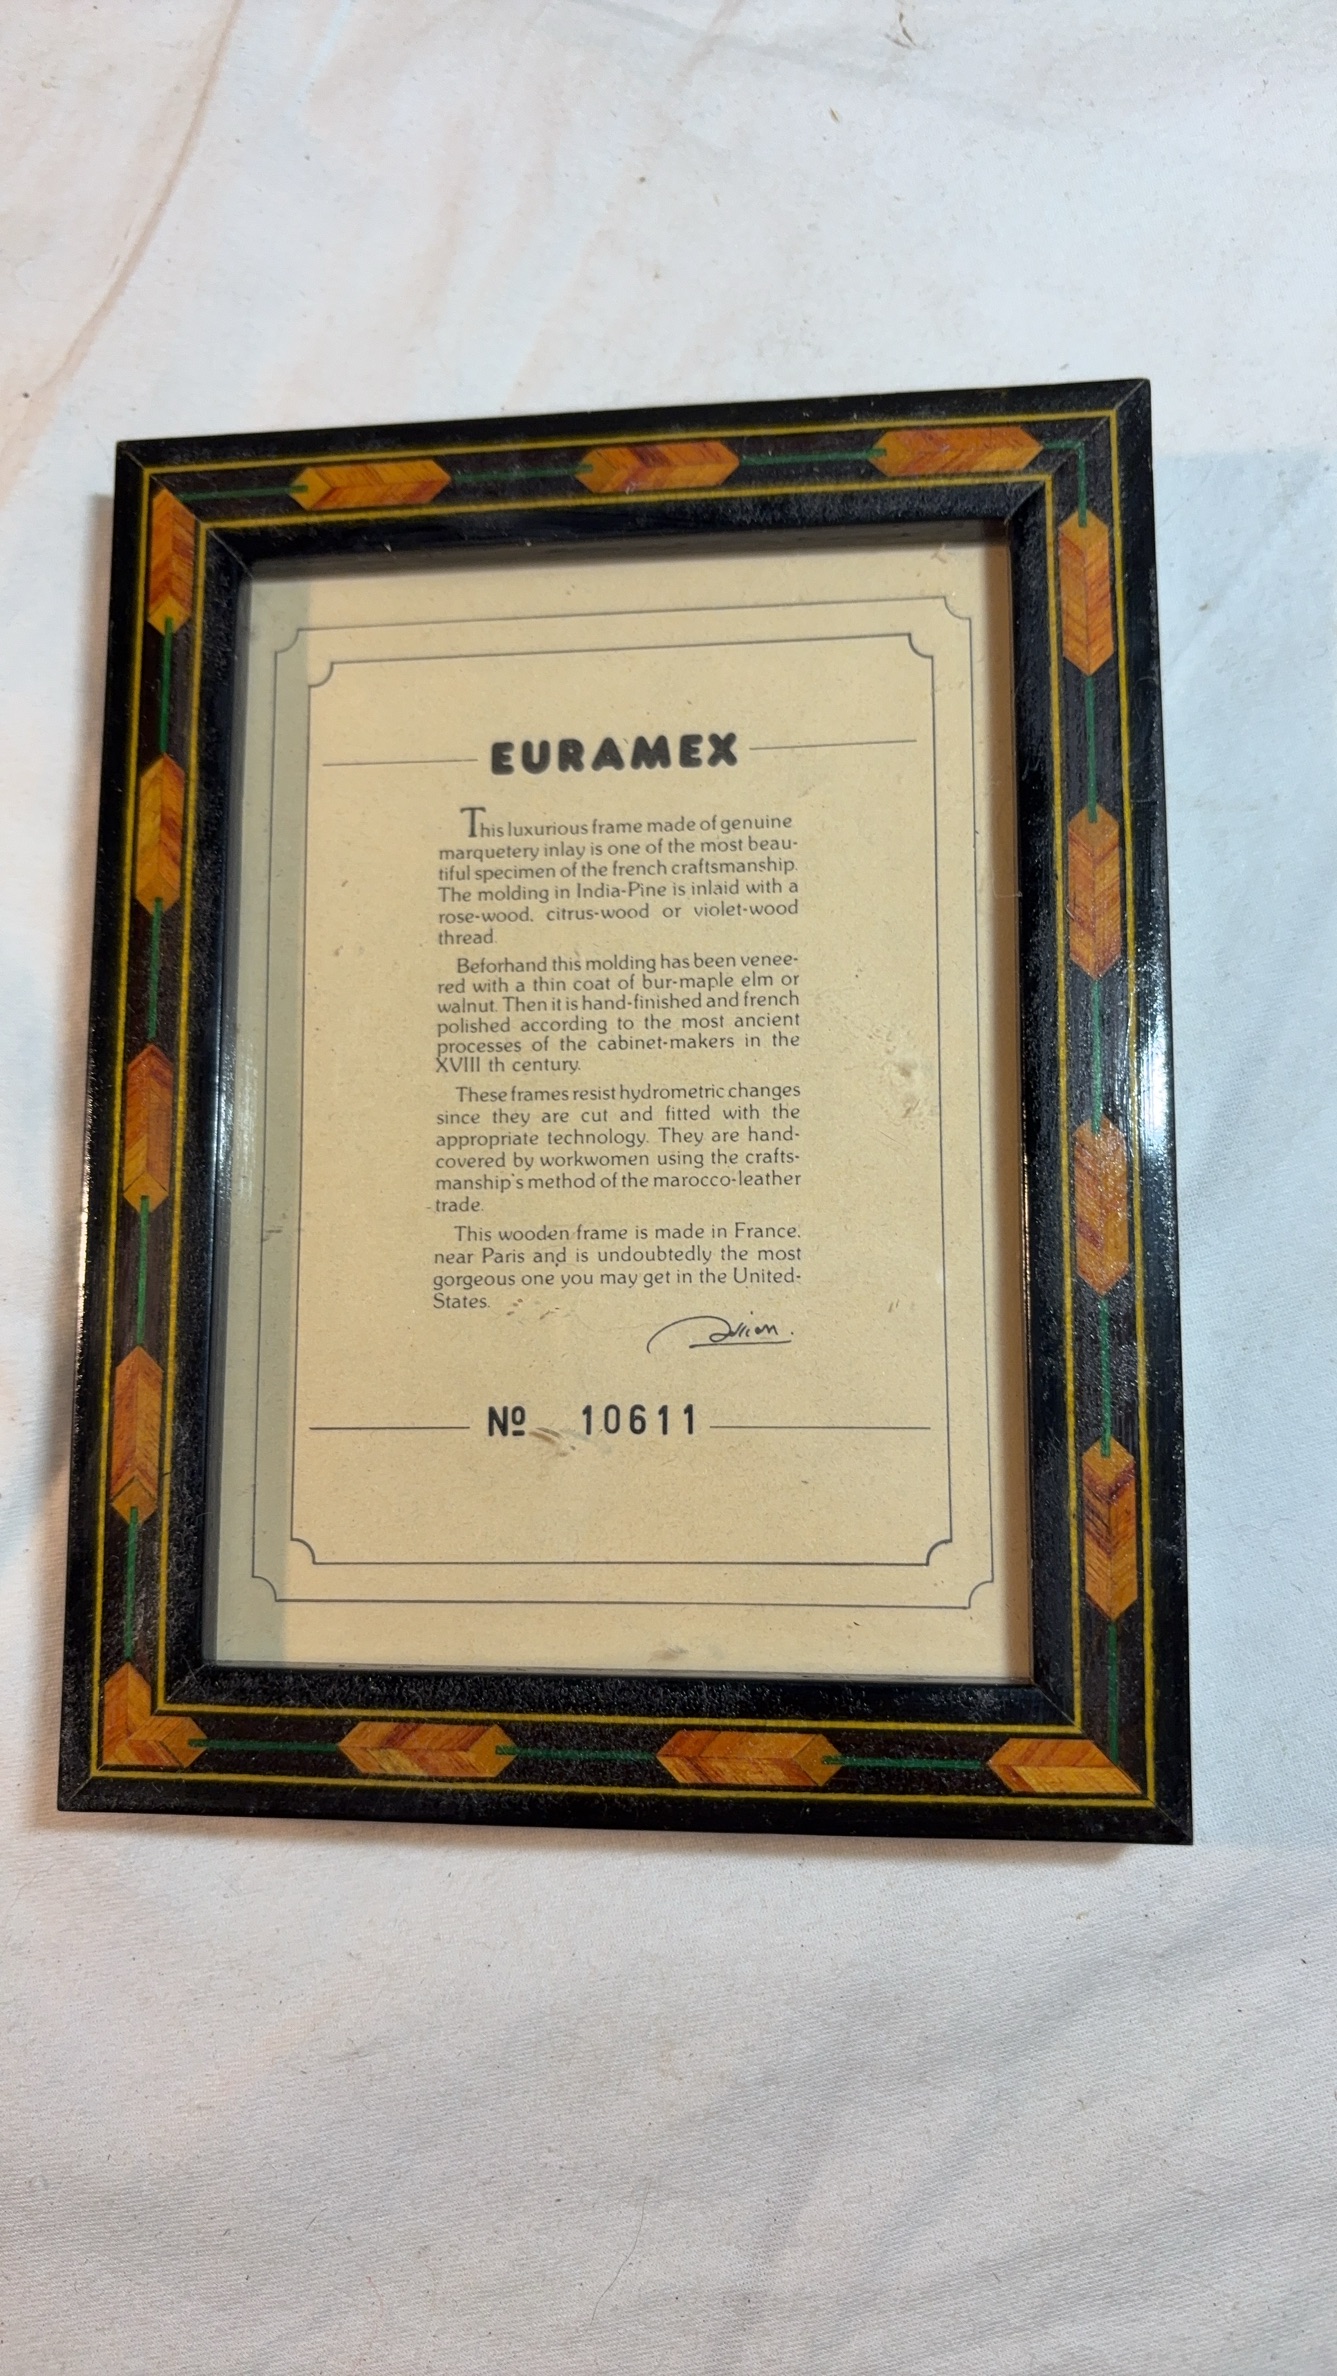 EURAMEX
This luxurious frame made of genuine
marquetery inlay is one of the most beau-
tiful specimen of the french craftsmanship.
The molding in India-Pine is inlaid with a
rose-wood, citrus-wood or violet-wood
thread.
Beforhand this molding has been venee-
red with a thin coat of bur-maple elm or
walnut. Then it is hand-finished and french
polished according to the most ancient
processes of the cabinet-makers in the
XVIII th century.
These frames resist hydrometric changes
since they are cut and fitted with the
appropriate technology. They are hand-
covered by workwomen using the crafts-
manship's method of the marocco-leather
trade.
This wooden frame is made in France,
near Paris and is undoubtedly the most
gorgeous one you may get in the United-
States.
Nº 10611